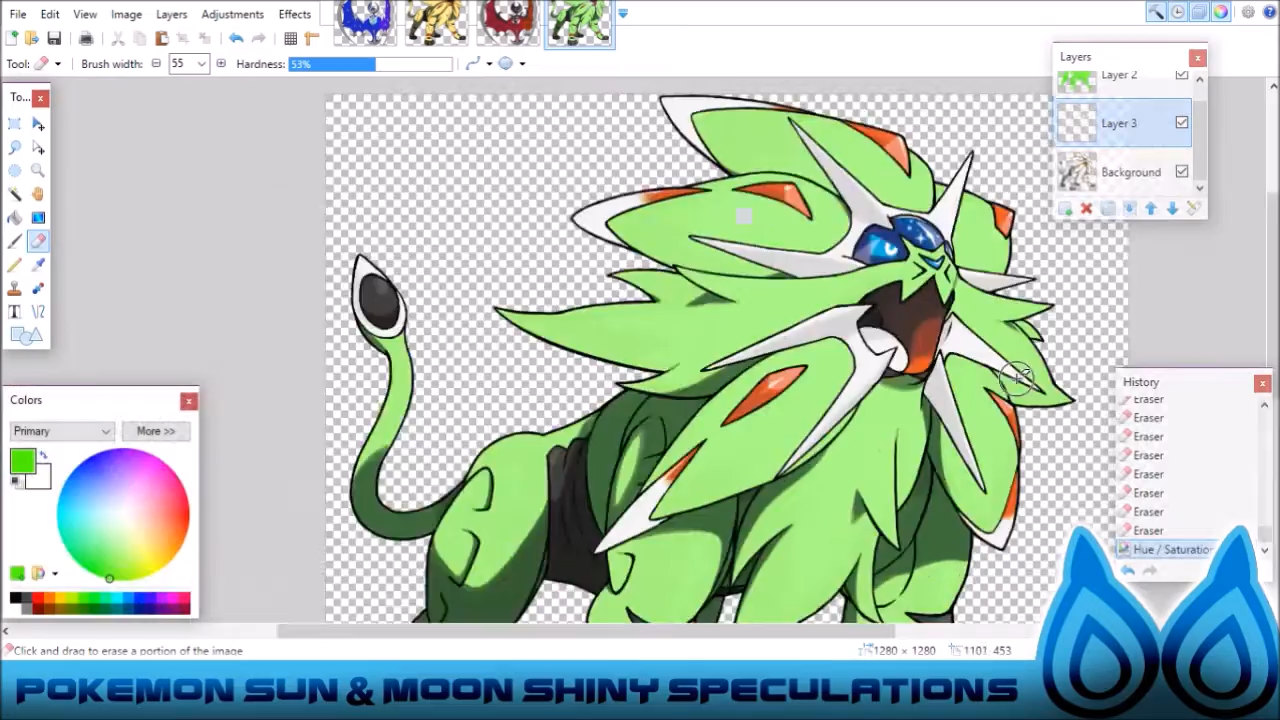 File Edit View Image Layers Adjustments Effects
Tool: Brush width: 55 Hardness: 53%
To...
Layers
Layer 2
Layer 3
Background
Colors
Primary More >>
History
Eraser
Eraser
Eraser
Eraser
Eraser
Eraser
Eraser
Eraser
Hue / Saturatio
Click and drag to erase a portion of the image 1280 × 1280 1101, 453
POKEMON SUN & MOON SHINY SPECULATIONS